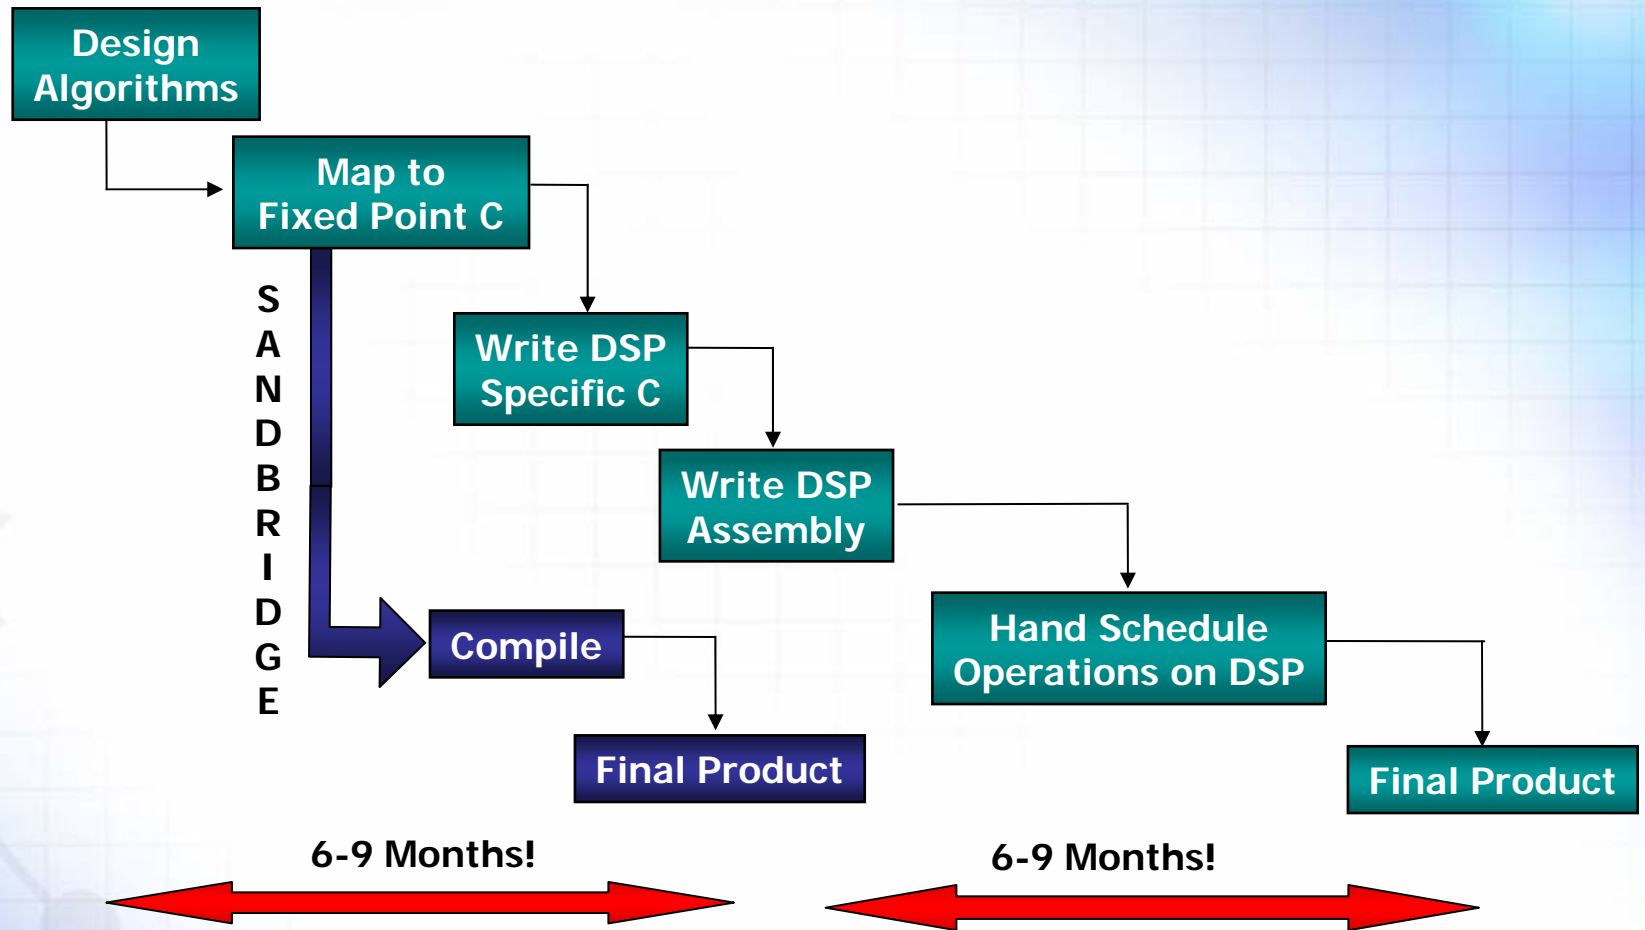 Design
Algorithms
Map to
Fixed Point C
SANDBRIDGE
Write DSP
Specific C
Write DSP
Assembly
Compile
Hand Schedule
Operations on DSP
Final Product
Final Product
6-9 Months!
6-9 Months!